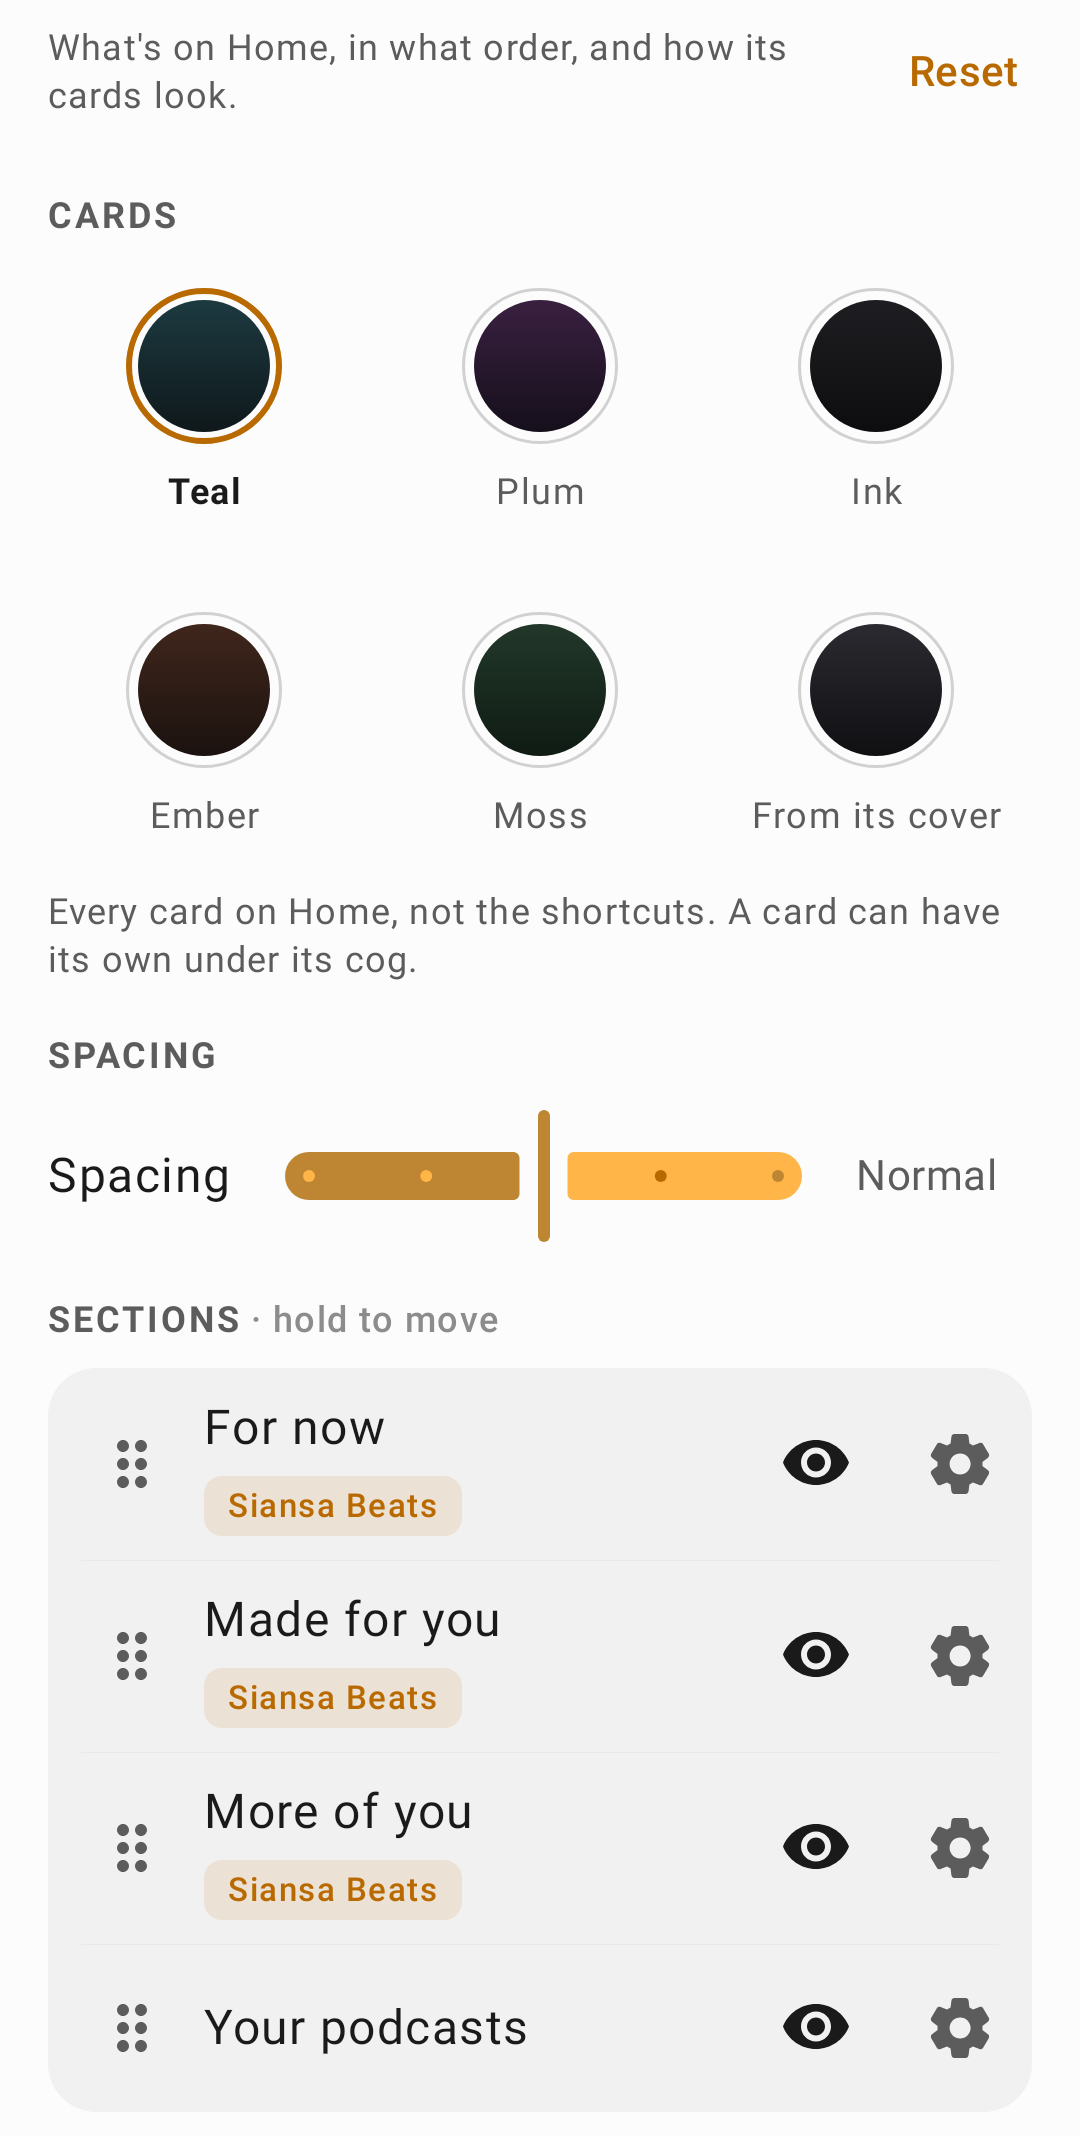 What's on Home, in what order, and how its
cards look.
Reset
CARDS
Teal
Plum
Ink
Ember
Moss
From its cover
Every card on Home, not the shortcuts. A card can have
its own under its cog.
SPACING
Spacing
Normal
SECTIONS · hold to move
For now
Siansa Beats
Made for you
Siansa Beats
More of you
Siansa Beats
Your podcasts